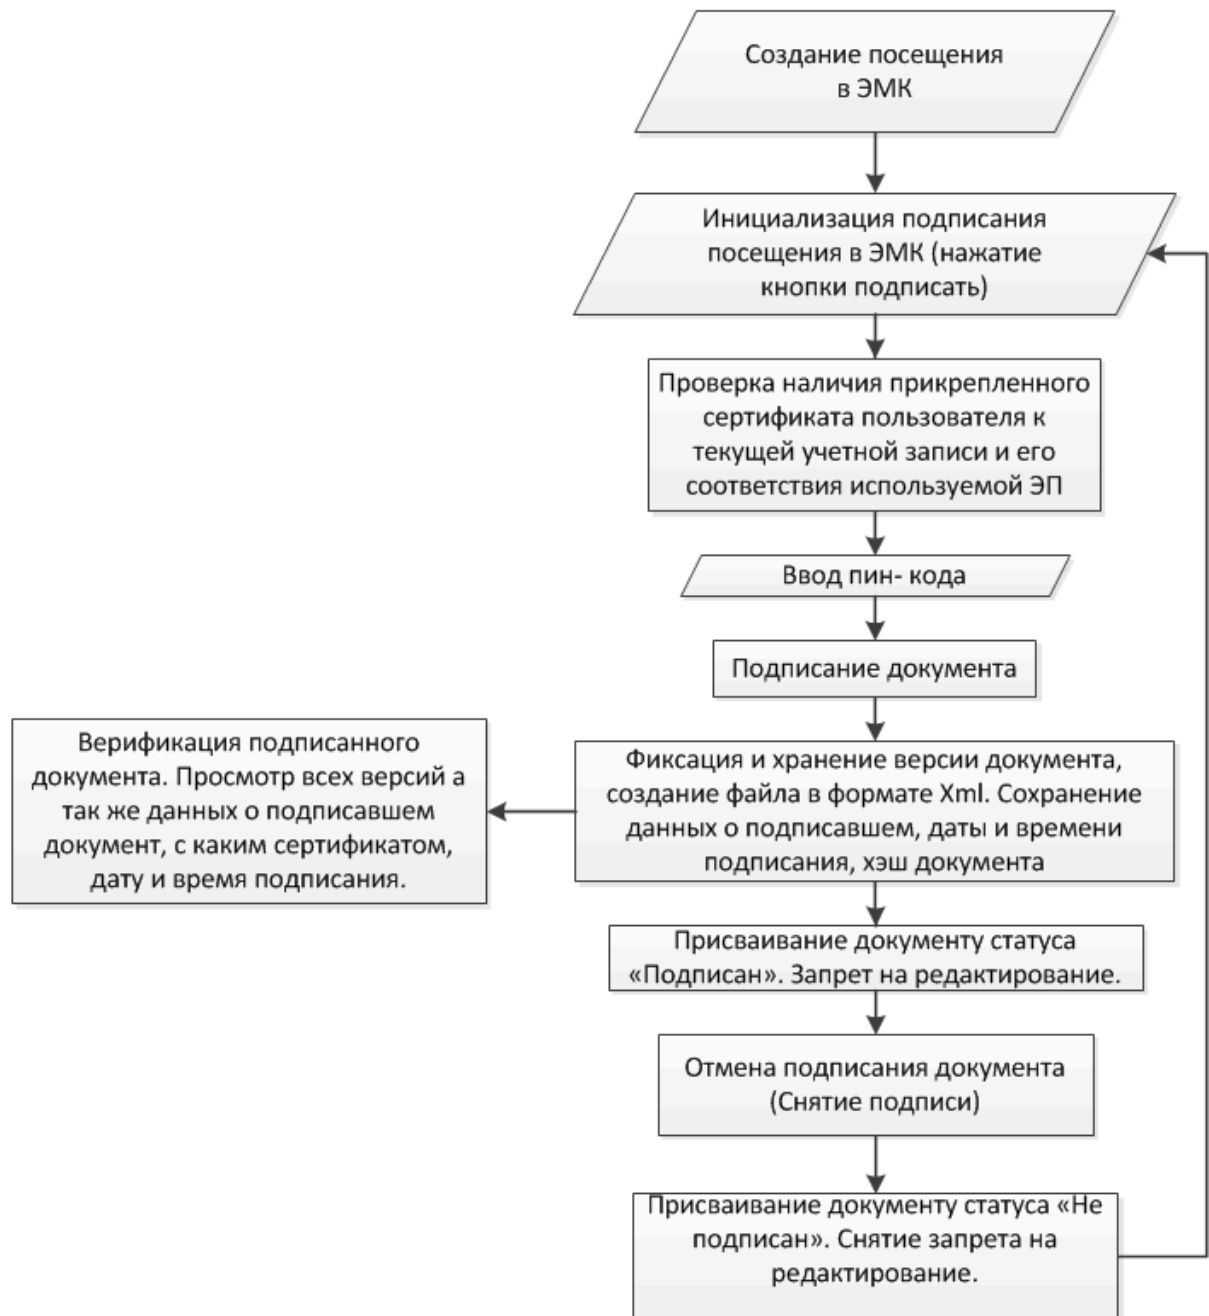 Создание посещения
в ЭМК
Инициализация подписания
посещения в ЭМК (нажатие
кнопки подписать)
Проверка наличия прикрепленного
сертификата пользователя к
текущей учетной записи и его
соответствия используемой ЭП
Ввод пин- кода
Подписание документа
Верификация подписанного
документа. Просмотр всех версий а
так же данных о подписавшем
документ, с каким сертификатом,
дату и время подписания.
Фиксация и хранение версии документа,
создание файла в формате Xml. Сохранение
данных о подписавшем, даты и времени
подписания, хэш документа
Присваивание документу статуса
«Подписан». Запрет на редактирование.
Отмена подписания документа
(Снятие подписи)
Присваивание документу статуса «Не
подписан». Снятие запрета на
редактирование.